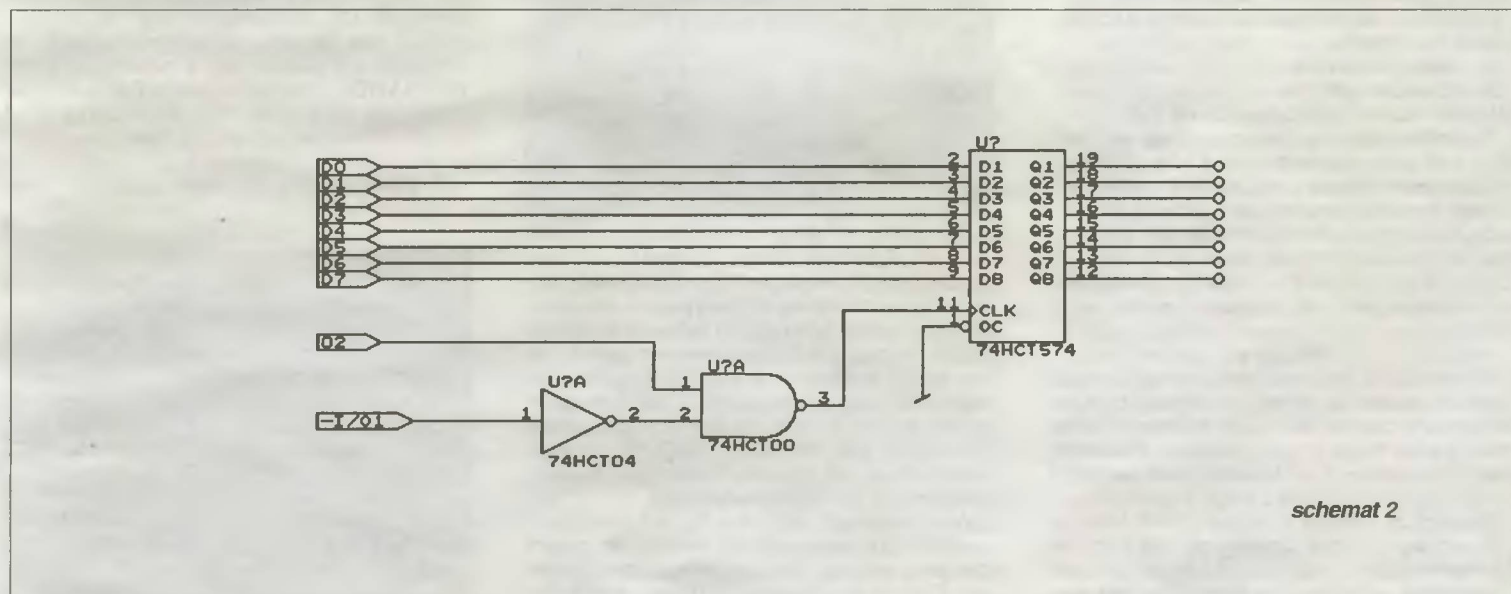 U?
D0 2 D1 Q1 19
D1 3 D2 Q2 18
D2 4 D3 Q3 17
D3 5 D4 Q4 16
D4 6 D5 Q5 15
D5 7 D6 Q6 14
D6 8 D7 Q7 13
D7 9 D8 Q8 12
11 CLK
1 OC
O2
74HCT574
U?A
1
3
2
74HCT00
U?A
-I/O1
1
2
74HCT04
schemat 2